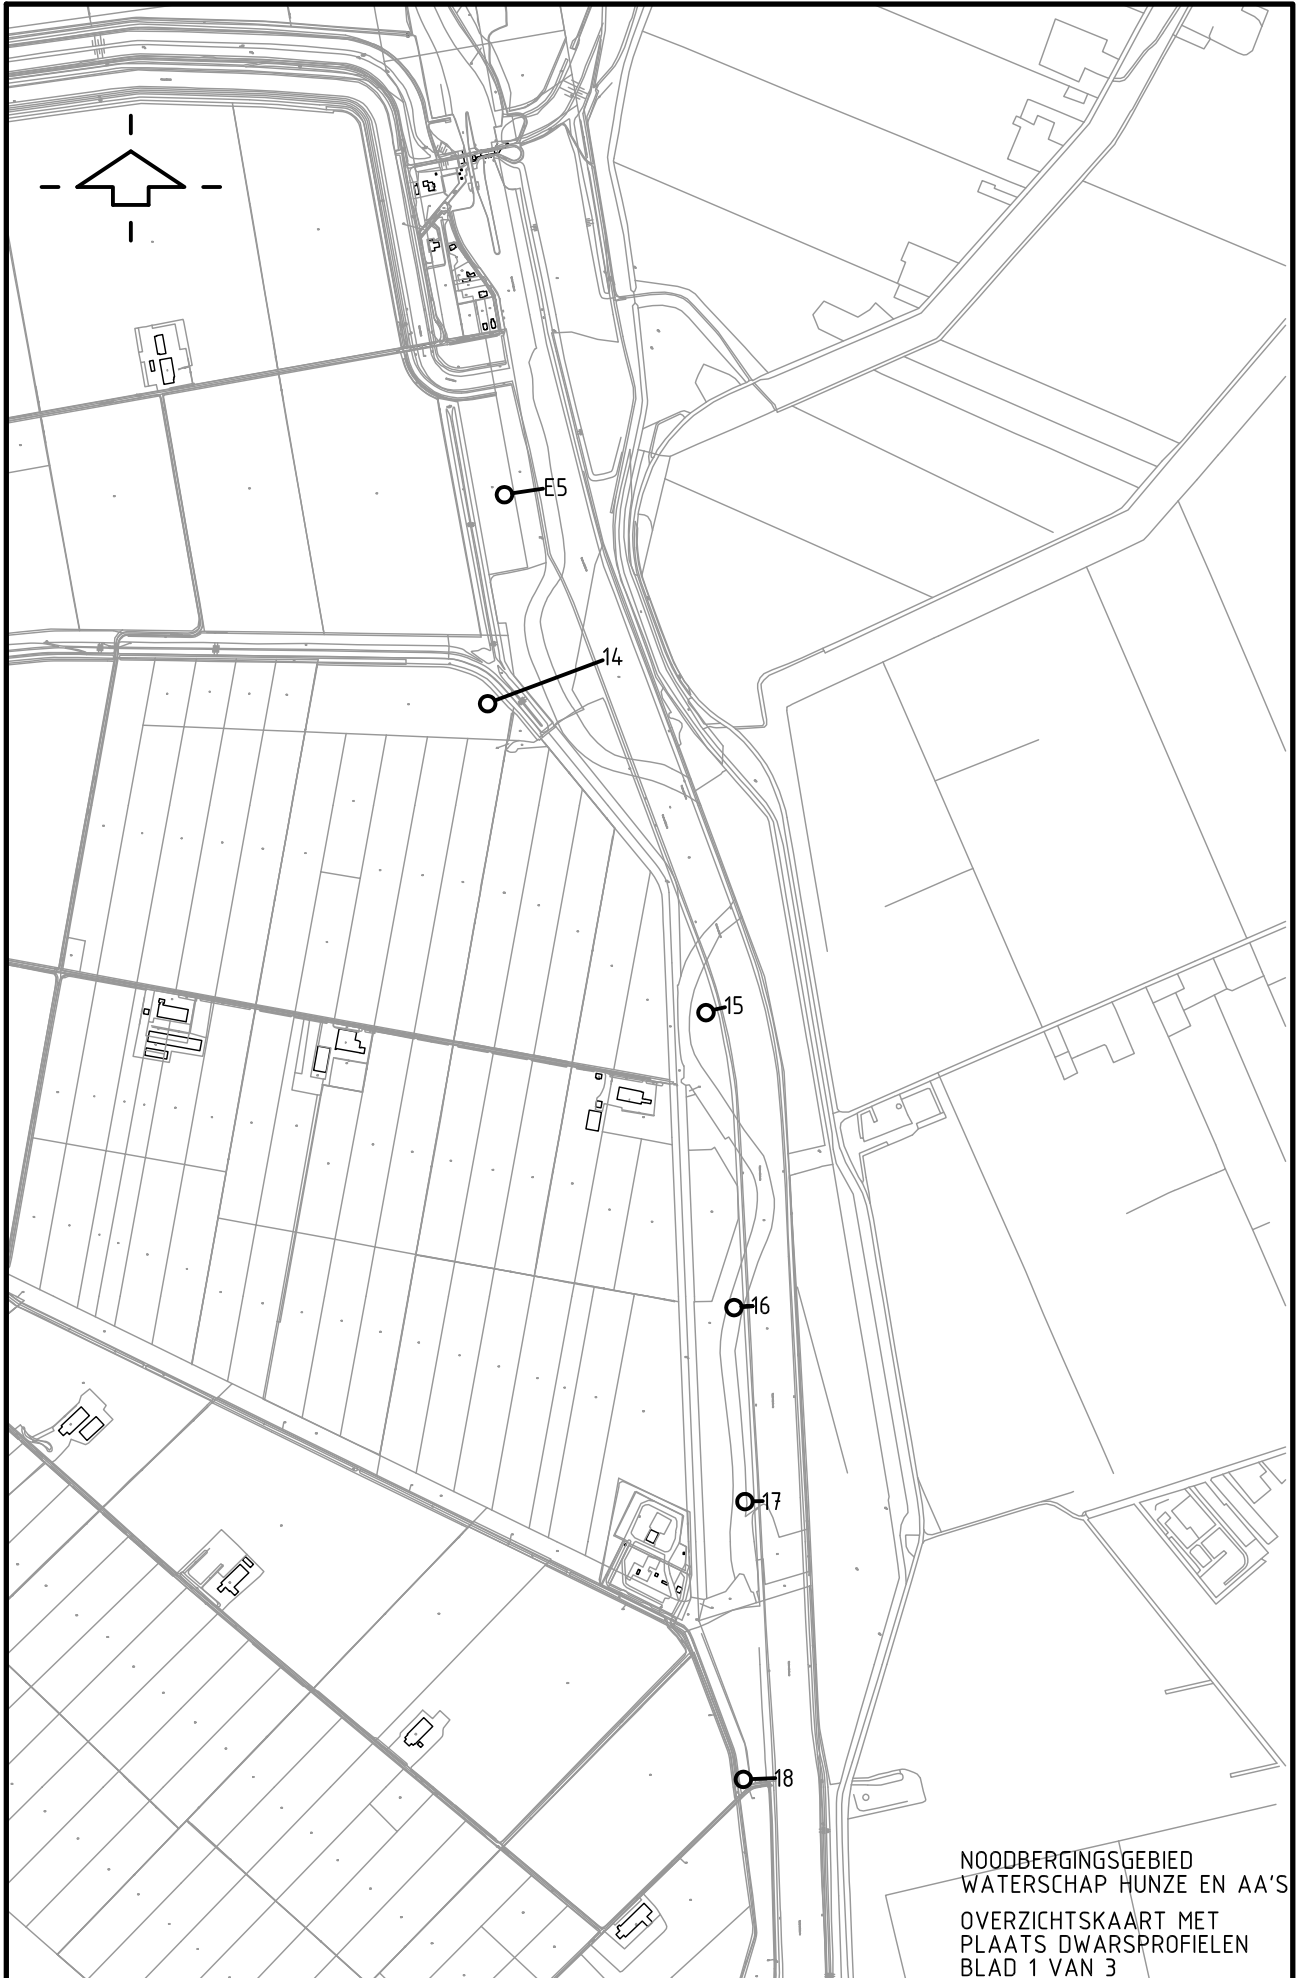 E5
14
15
16
17
18
NOODBERGINGSGEBIED
WATERSCHAP HUNZE EN AA'S
OVERZICHTSKAART MET
PLAATS DWARSPROFIELEN
BLAD 1 VAN 3